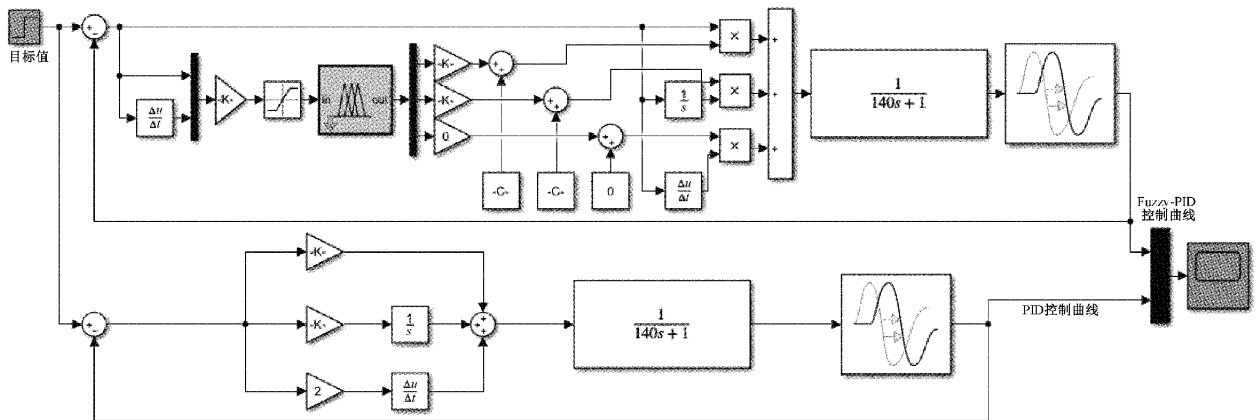 目标值
+
-
Δu
Δt
-K-
in
out
-K-
-K-
0
+
+
+
+
+
+
-C-
-C-
0
1
s
Δu
Δt
×
×
×
+
+
+
1
140s+1
Fuzzy-PID
控制曲线
+
-
-K-
-K-
2
1
s
Δu
Δt
+
+
+
1
140s+1
PID控制曲线